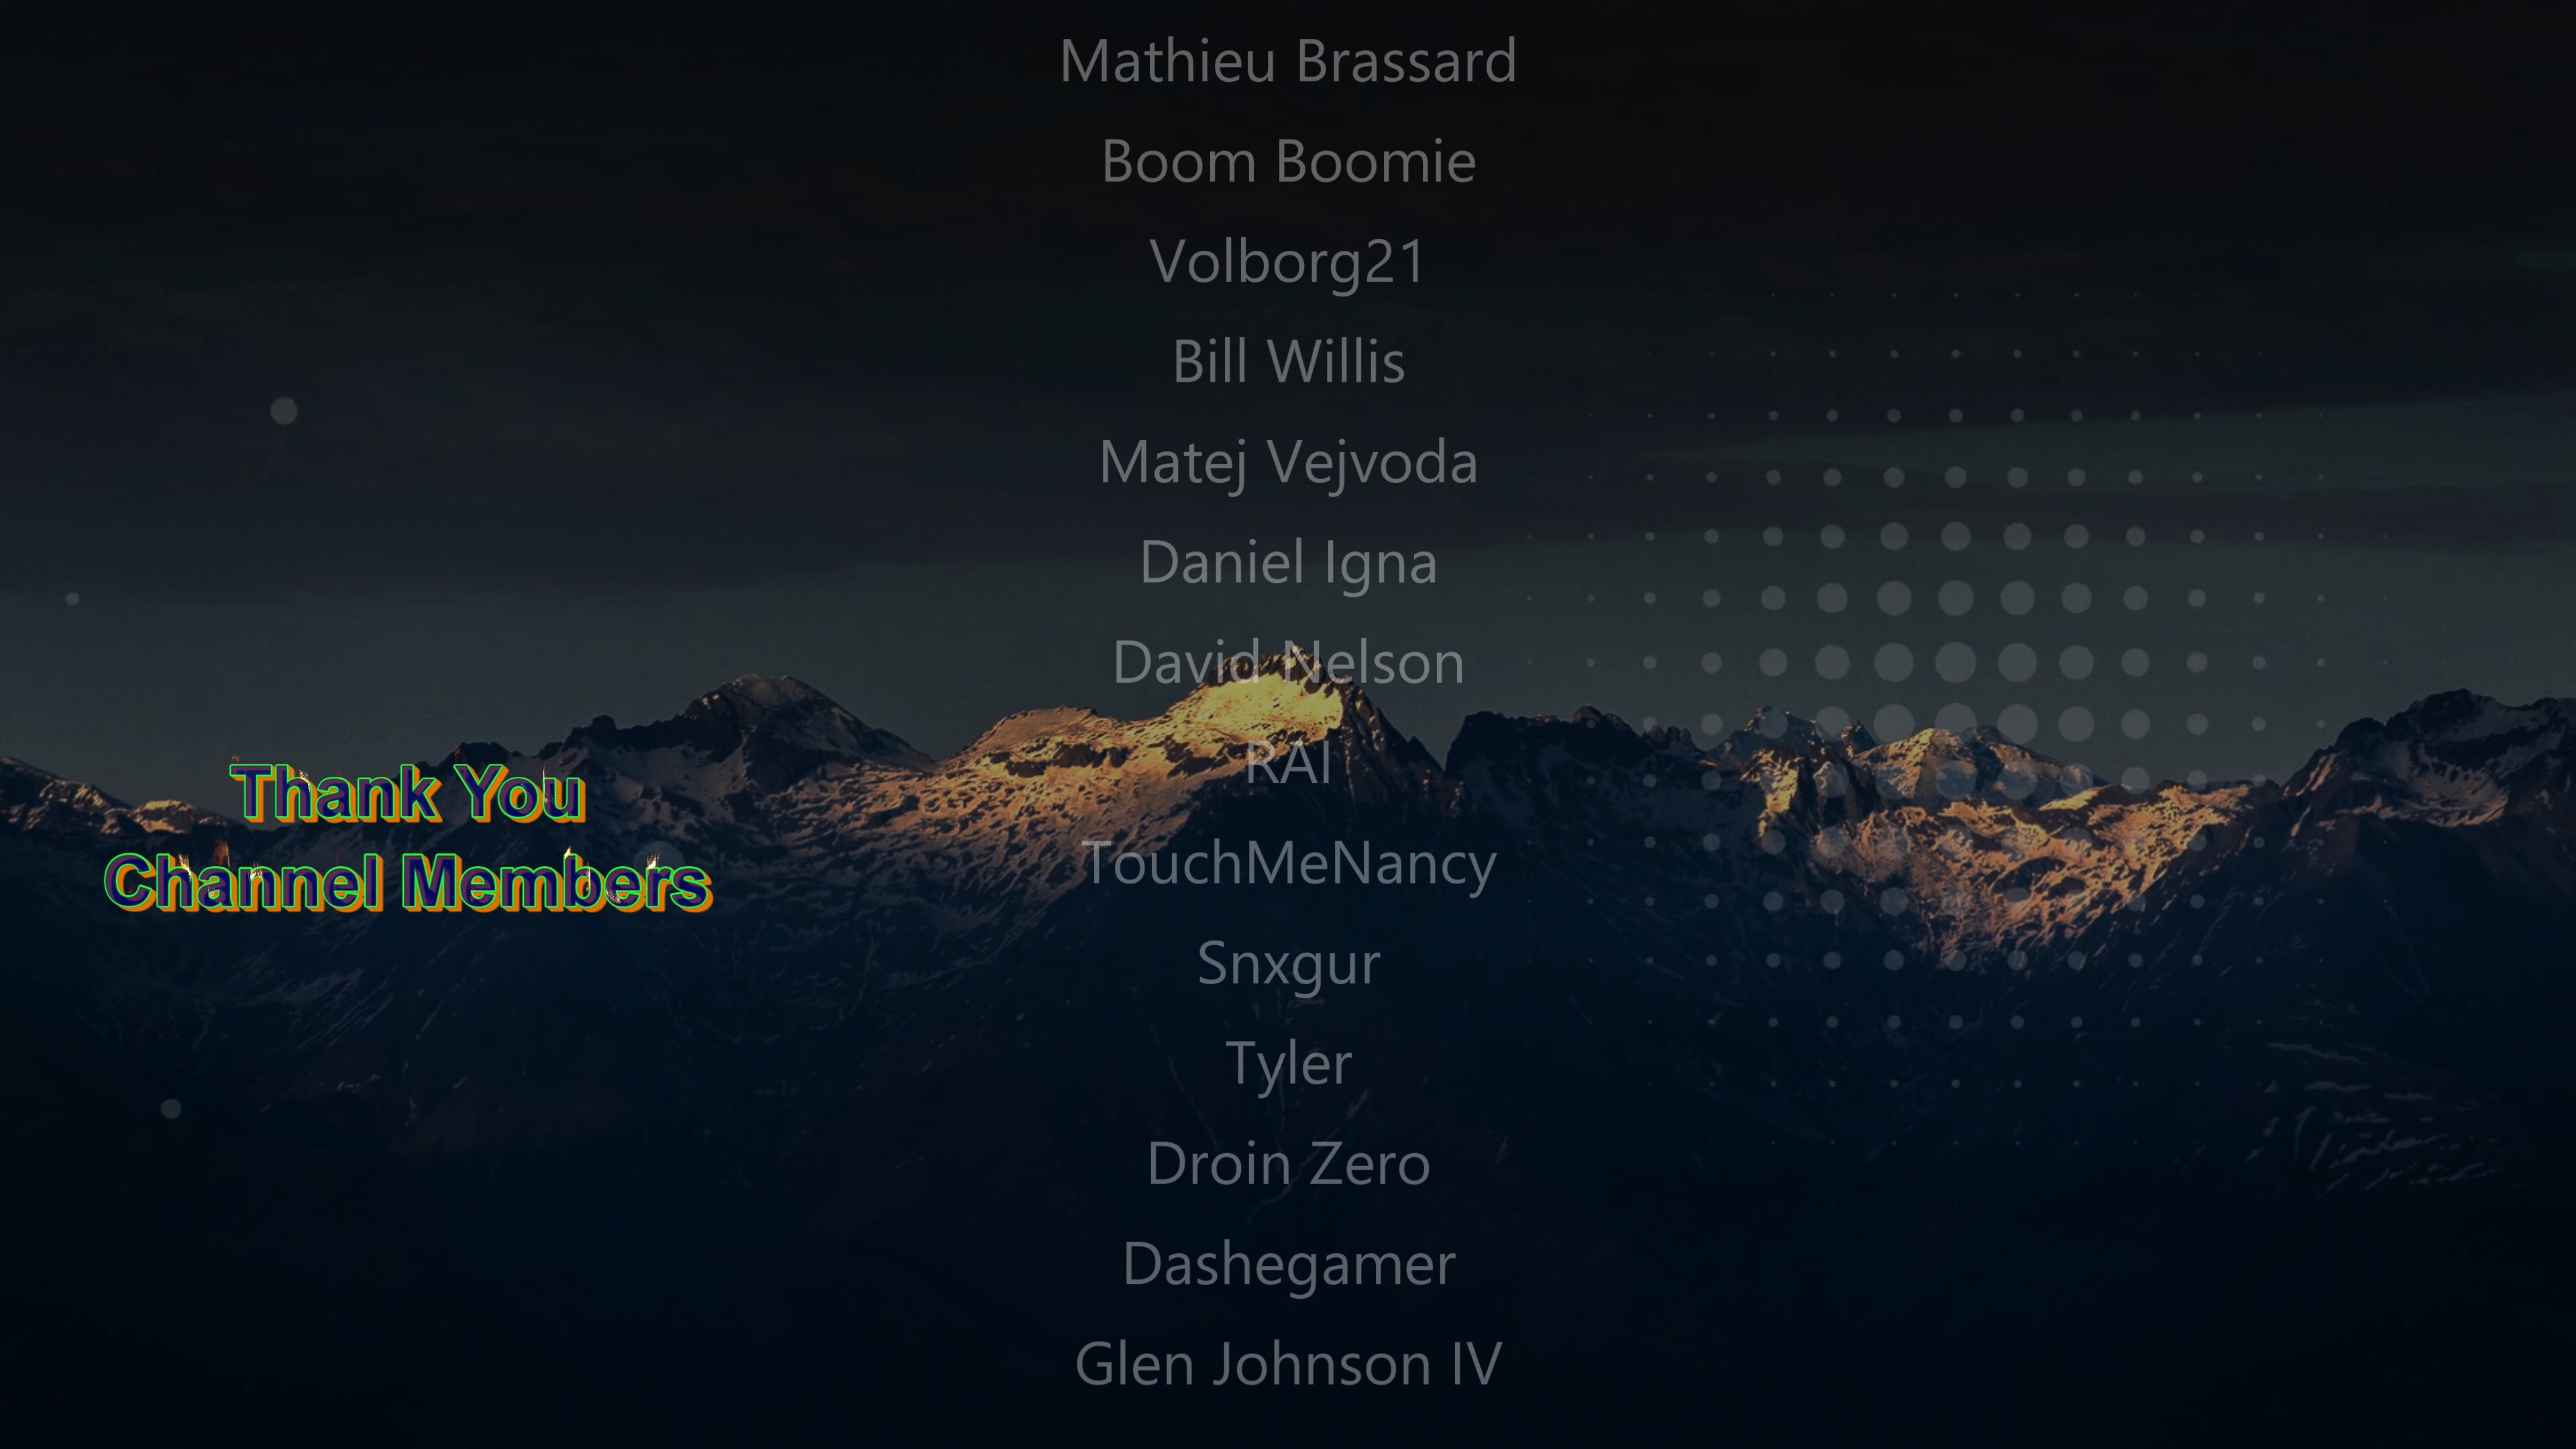 Mathieu Brassard
Boom Boomie
Volborg21
Bill Willis
Matej Vejvoda
Daniel Igna
David Nelson
RAI
TouchMeNancy
Snxgur
Tyler
Droin Zero
Dashegamer
Glen Johnson IV
Thank You
Channel Members